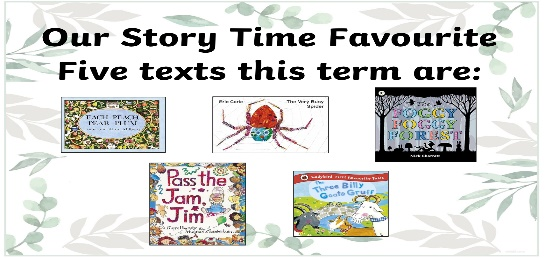 Our Story Time Favourite
Five texts this term are:
EACH PEACH
PEAR PLUM
Eric Carle
The Very Busy
Spider
The
FOGGY
FOGGY
FOREST
Nick Sharratt
Pass the
Jam,
Jim
Ladybird First Favourite Tales
The
Three Billy
Goats Gruff